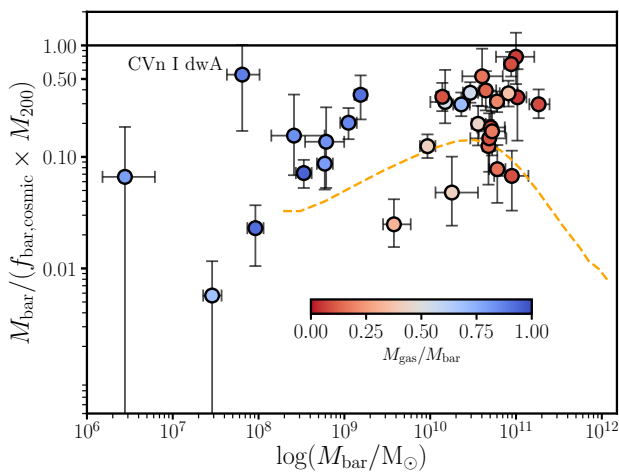 1.00
CVn I dwA
0.50
0.10
0.01
M_bar/(f_bar,cosmic × M_200)
0.00 0.25 0.50 0.75 1.00
M_gas/M_bar
10^6 10^7 10^8 10^9 10^10 10^11 10^12
log(M_bar/M_⊙)